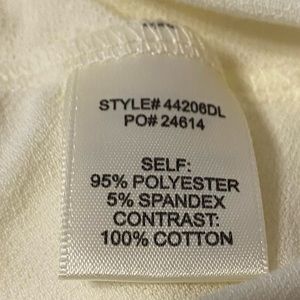 STYLE# 44206DL
PO# 24614
SELF:
95% POLYESTER
5% SPANDEX
CONTRAST:
100% COTTON